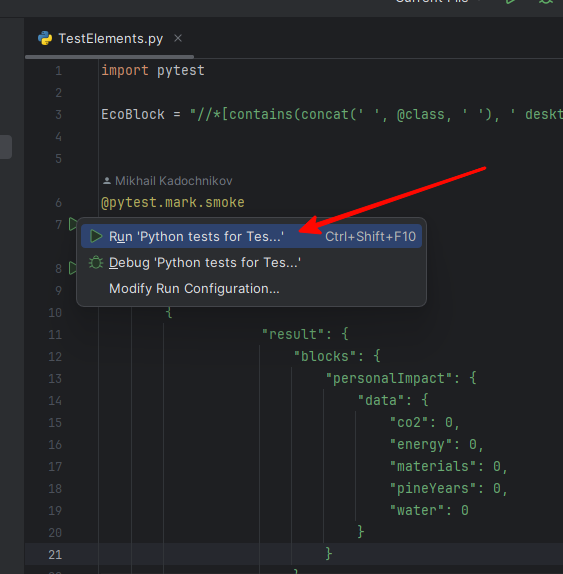 TestElements.py
1 import pytest
2
3 EcoBlock = "//*[contains(concat(' ', @class, ' '), ' deskt
4
5
Mikhail Kadochnikov
6 @pytest.mark.smoke
7
Run 'Python tests for Tes...' Ctrl+Shift+F10
8
Debug 'Python tests for Tes...'
9
Modify Run Configuration...
10 {
11 "result": {
12 "blocks": {
13 "personalImpact": {
14 "data": {
15 "co2": 0,
16 "energy": 0,
17 "materials": 0,
18 "pineYears": 0,
19 "water": 0
20 }
21 }